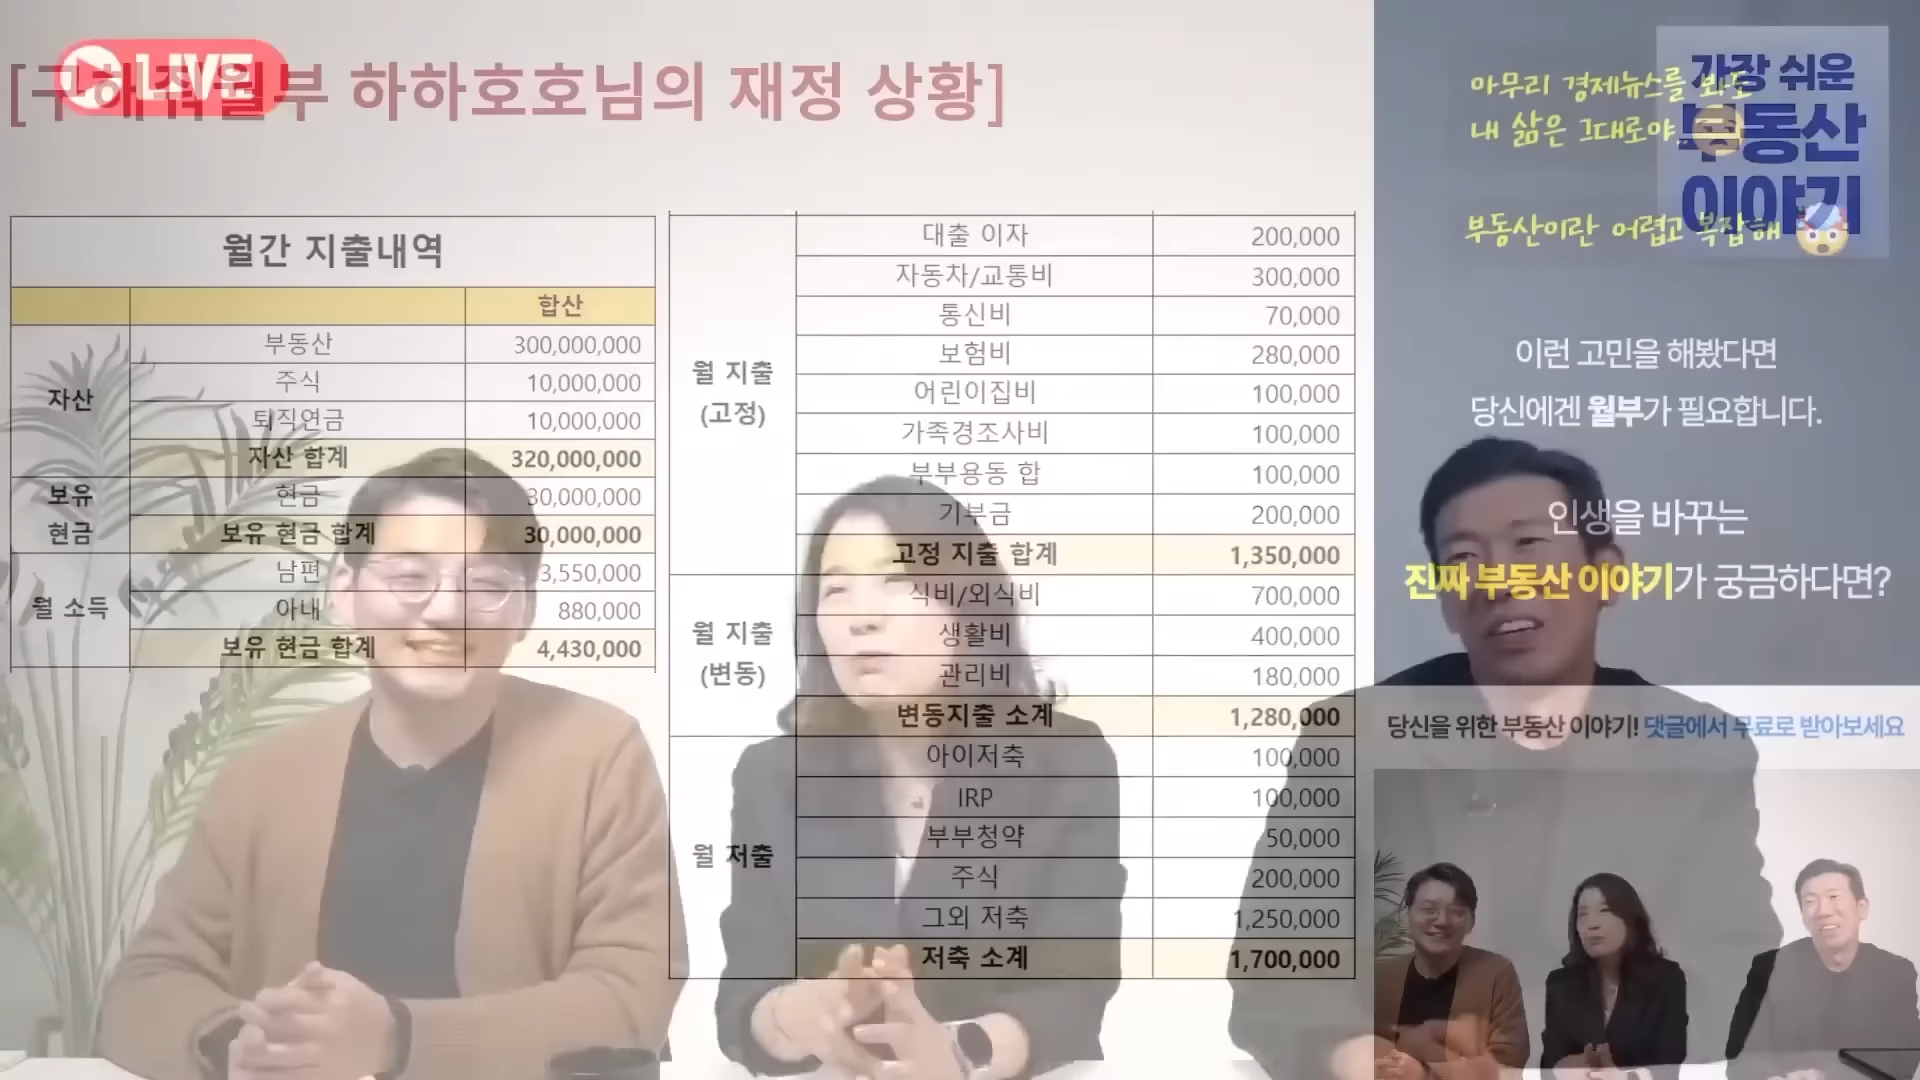 LIVE
[구해줘월부 하하호호님의 재정 상황]
월간 지출내역
합산
자산
부동산 300,000,000
주식 10,000,000
퇴직연금 10,000,000
자산 합계 320,000,000
보유 현금
현금 30,000,000
보유 현금 합계 30,000,000
월 소득
남편 3,550,000
아내 880,000
보유 현금 합계 4,430,000
월 지출 (고정)
대출 이자 200,000
자동차/교통비 300,000
통신비 70,000
보험비 280,000
어린이집비 100,000
가족경조사비 100,000
부부용동 합 100,000
기부금 200,000
고정 지출 합계 1,350,000
월 지출 (변동)
식비/외식비 700,000
생활비 400,000
관리비 180,000
변동지출 소계 1,280,000
월 저출
아이저축 100,000
IRP 100,000
부부청약 50,000
주식 200,000
그외 저축 1,250,000
저축 소계 1,700,000
가장 쉬운
부동산
이야기
아무리 경제뉴스를 봐도
내 삶은 그대로야..
부동산이란 어렵고 복잡해
이런 고민을 해봤다면
당신에겐 월부가 필요합니다.
인생을 바꾸는
진짜 부동산 이야기가 궁금하다면?
당신을 위한 부동산 이야기! 댓글에서 무료로 받아보세요